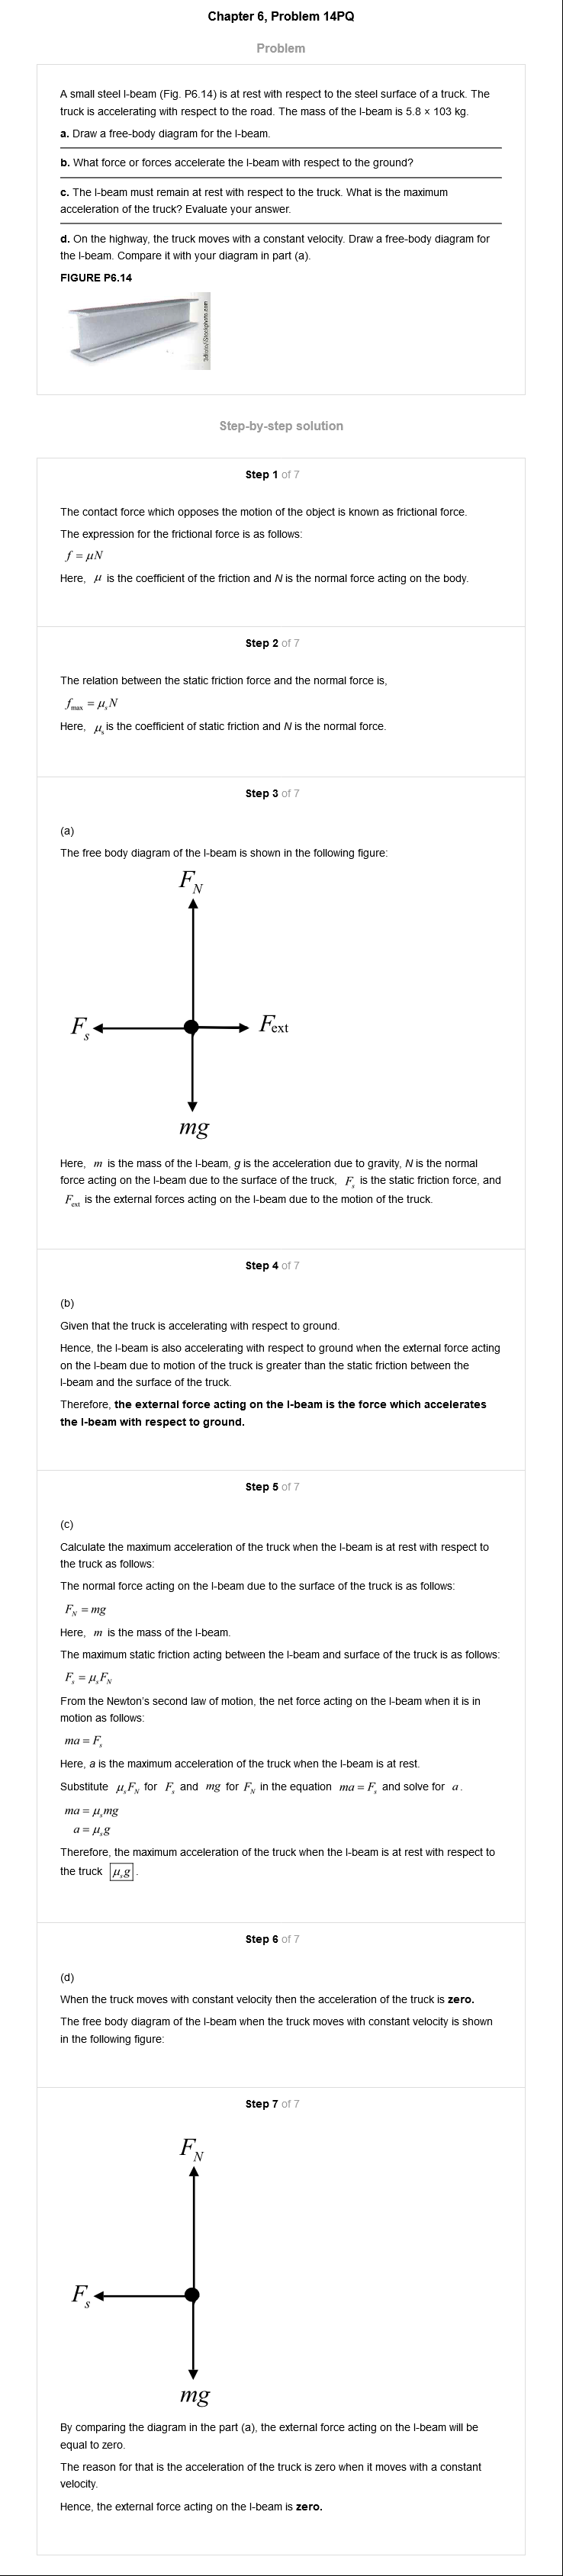 Chapter 6, Problem 14PQ
Problem
A small steel I-beam (Fig. P6.14) is at rest with respect to the steel surface of a truck. The
truck is accelerating with respect to the road. The mass of the I-beam is 5.8 × 103 kg.
a. Draw a free-body diagram for the I-beam.
b. What force or forces accelerate the I-beam with respect to the ground?
c. The I-beam must remain at rest with respect to the truck. What is the maximum
acceleration of the truck? Evaluate your answer.
d. On the highway, the truck moves with a constant velocity. Draw a free-body diagram for
the I-beam. Compare it with your diagram in part (a).
FIGURE P6.14
Step-by-step solution
Step 1 of 7
The contact force which opposes the motion of the object is known as frictional force.
The expression for the frictional force is as follows:
f = μN
Here, μ is the coefficient of the friction and N is the normal force acting on the body.
Step 2 of 7
The relation between the static friction force and the normal force is,
f_max = μ_s N
Here, μ_s is the coefficient of static friction and N is the normal force.
Step 3 of 7
(a)
The free body diagram of the I-beam is shown in the following figure:
F_N
F_s F_ext
mg
Here, m is the mass of the I-beam, g is the acceleration due to gravity, N is the normal
force acting on the I-beam due to the surface of the truck, F_s is the static friction force, and
F_ext is the external forces acting on the I-beam due to the motion of the truck.
Step 4 of 7
(b)
Given that the truck is accelerating with respect to ground.
Hence, the I-beam is also accelerating with respect to ground when the external force acting
on the I-beam due to motion of the truck is greater than the static friction between the
I-beam and the surface of the truck.
Therefore, the external force acting on the I-beam is the force which accelerates
the I-beam with respect to ground.
Step 5 of 7
(c)
Calculate the maximum acceleration of the truck when the I-beam is at rest with respect to
the truck as follows:
The normal force acting on the I-beam due to the surface of the truck is as follows:
F_N = mg
Here, m is the mass of the I-beam.
The maximum static friction acting between the I-beam and surface of the truck is as follows:
F_s = μ_s F_N
From the Newton's second law of motion, the net force acting on the I-beam when it is in
motion as follows:
ma = F_s
Here, a is the maximum acceleration of the truck when the I-beam is at rest.
Substitute μ_s F_N for F_s and mg for F_N in the equation ma = F_s and solve for a.
ma = μ_s mg
a = μ_s g
Therefore, the maximum acceleration of the truck when the I-beam is at rest with respect to
the truck μ_s g.
Step 6 of 7
(d)
When the truck moves with constant velocity then the acceleration of the truck is zero.
The free body diagram of the I-beam when the truck moves with constant velocity is shown
in the following figure:
Step 7 of 7
F_N
F_s
mg
By comparing the diagram in the part (a), the external force acting on the I-beam will be
equal to zero.
The reason for that is the acceleration of the truck is zero when it moves with a constant
velocity.
Hence, the external force acting on the I-beam is zero.